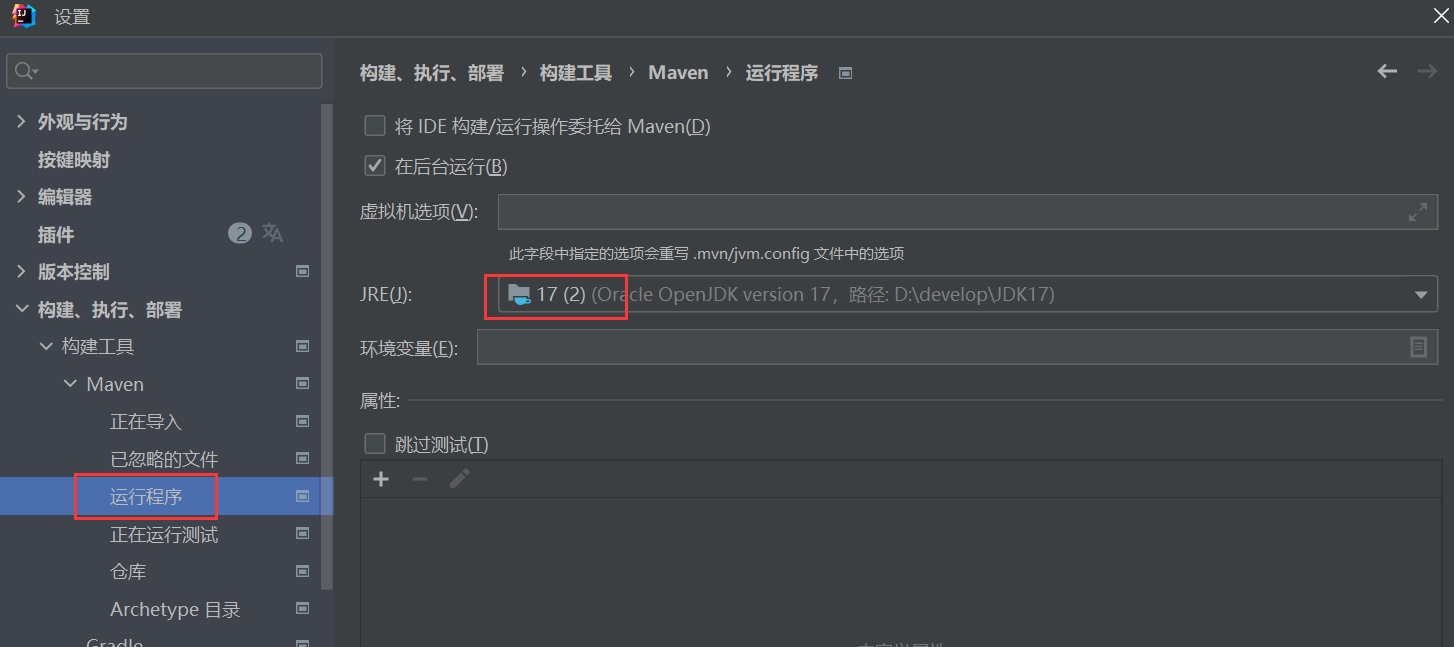 设置
外观与行为
按键映射
编辑器
插件 2
版本控制
构建、执行、部署
构建工具
Maven
正在导入
已忽略的文件
运行程序
正在运行测试
仓库
Archetype 目录
Gradle
构建、执行、部署 › 构建工具 › Maven › 运行程序
将 IDE 构建/运行操作委托给 Maven(D)
在后台运行(B)
虚拟机选项(V):
此字段中指定的选项会重写 .mvn/jvm.config 文件中的选项
JRE(J): 17 (2) (Oracle OpenJDK version 17，路径: D:\develop\JDK17)
环境变量(E):
属性:
跳过测试(T)